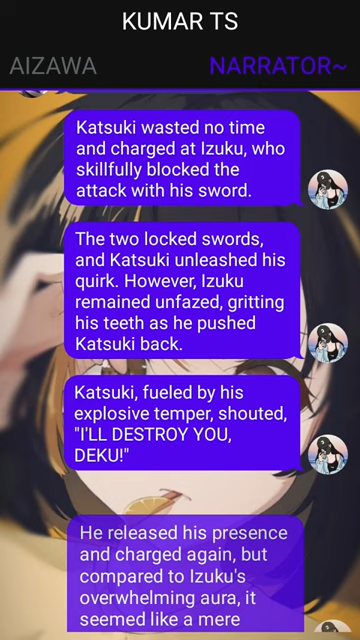 KUMAR TS
AIZAWA
NARRATOR~
Katsuki wasted no time
and charged at Izuku, who
skillfully blocked the
attack with his sword.
The two locked swords,
and Katsuki unleashed his
quirk. However, Izuku
remained unfazed, gritting
his teeth as he pushed
Katsuki back.
Katsuki, fueled by his
explosive temper, shouted,
"I'LL DESTROY YOU,
DEKU!"
He released his presence
and charged again, but
compared to Izuku's
overwhelming aura, it
seemed like a mere